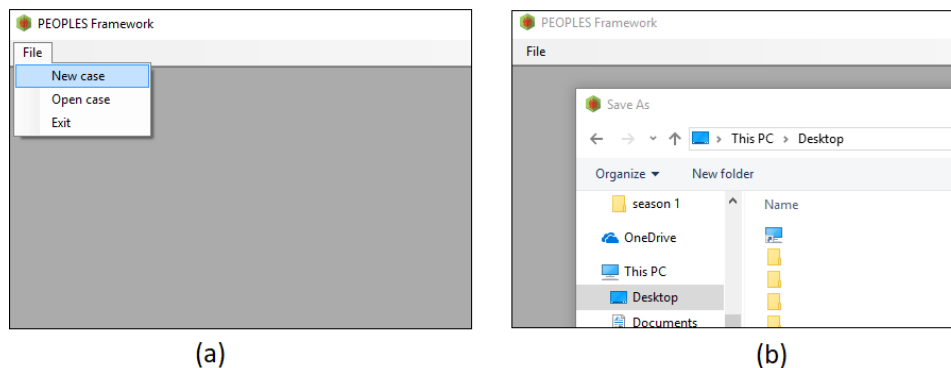 PEOPLES Framework
File
New case
Open case
Exit
(a)
PEOPLES Framework
File
Save As
This PC > Desktop
Organize
New folder
season 1
Name
OneDrive
This PC
Desktop
Documents
(b)